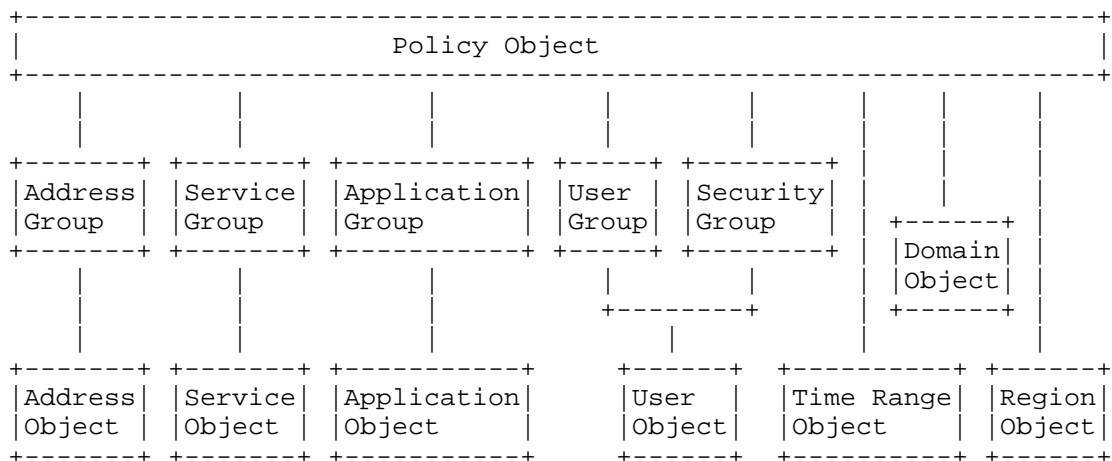 Policy Object
Address Service Application User Security
Group Group Group Group Group
Domain
Object
Address Service Application User Time Range Region
Object Object Object Object Object Object